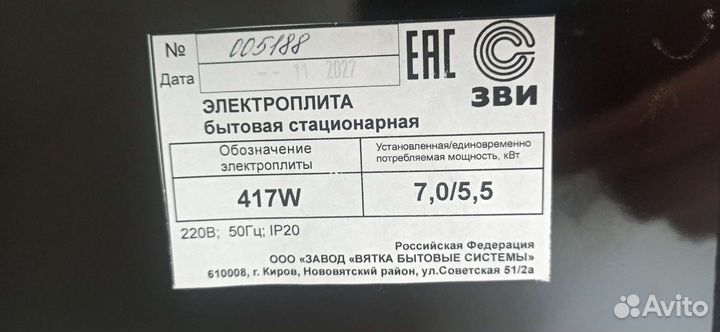 № 005188
Дата -- 11 2022
EAC
ЗВИ
ЭЛЕКТРОПЛИТА
бытовая стационарная
Обозначение
электроплиты
Установленная/единовременно
потребляемая мощность, кВт
417W
7,0/5,5
220В; 50Гц; IP20
Российская Федерация
ООО «ЗАВОД «ВЯТКА БЫТОВЫЕ СИСТЕМЫ»
610008, г. Киров, Нововятский район, ул.Советская 51/2а
Avito